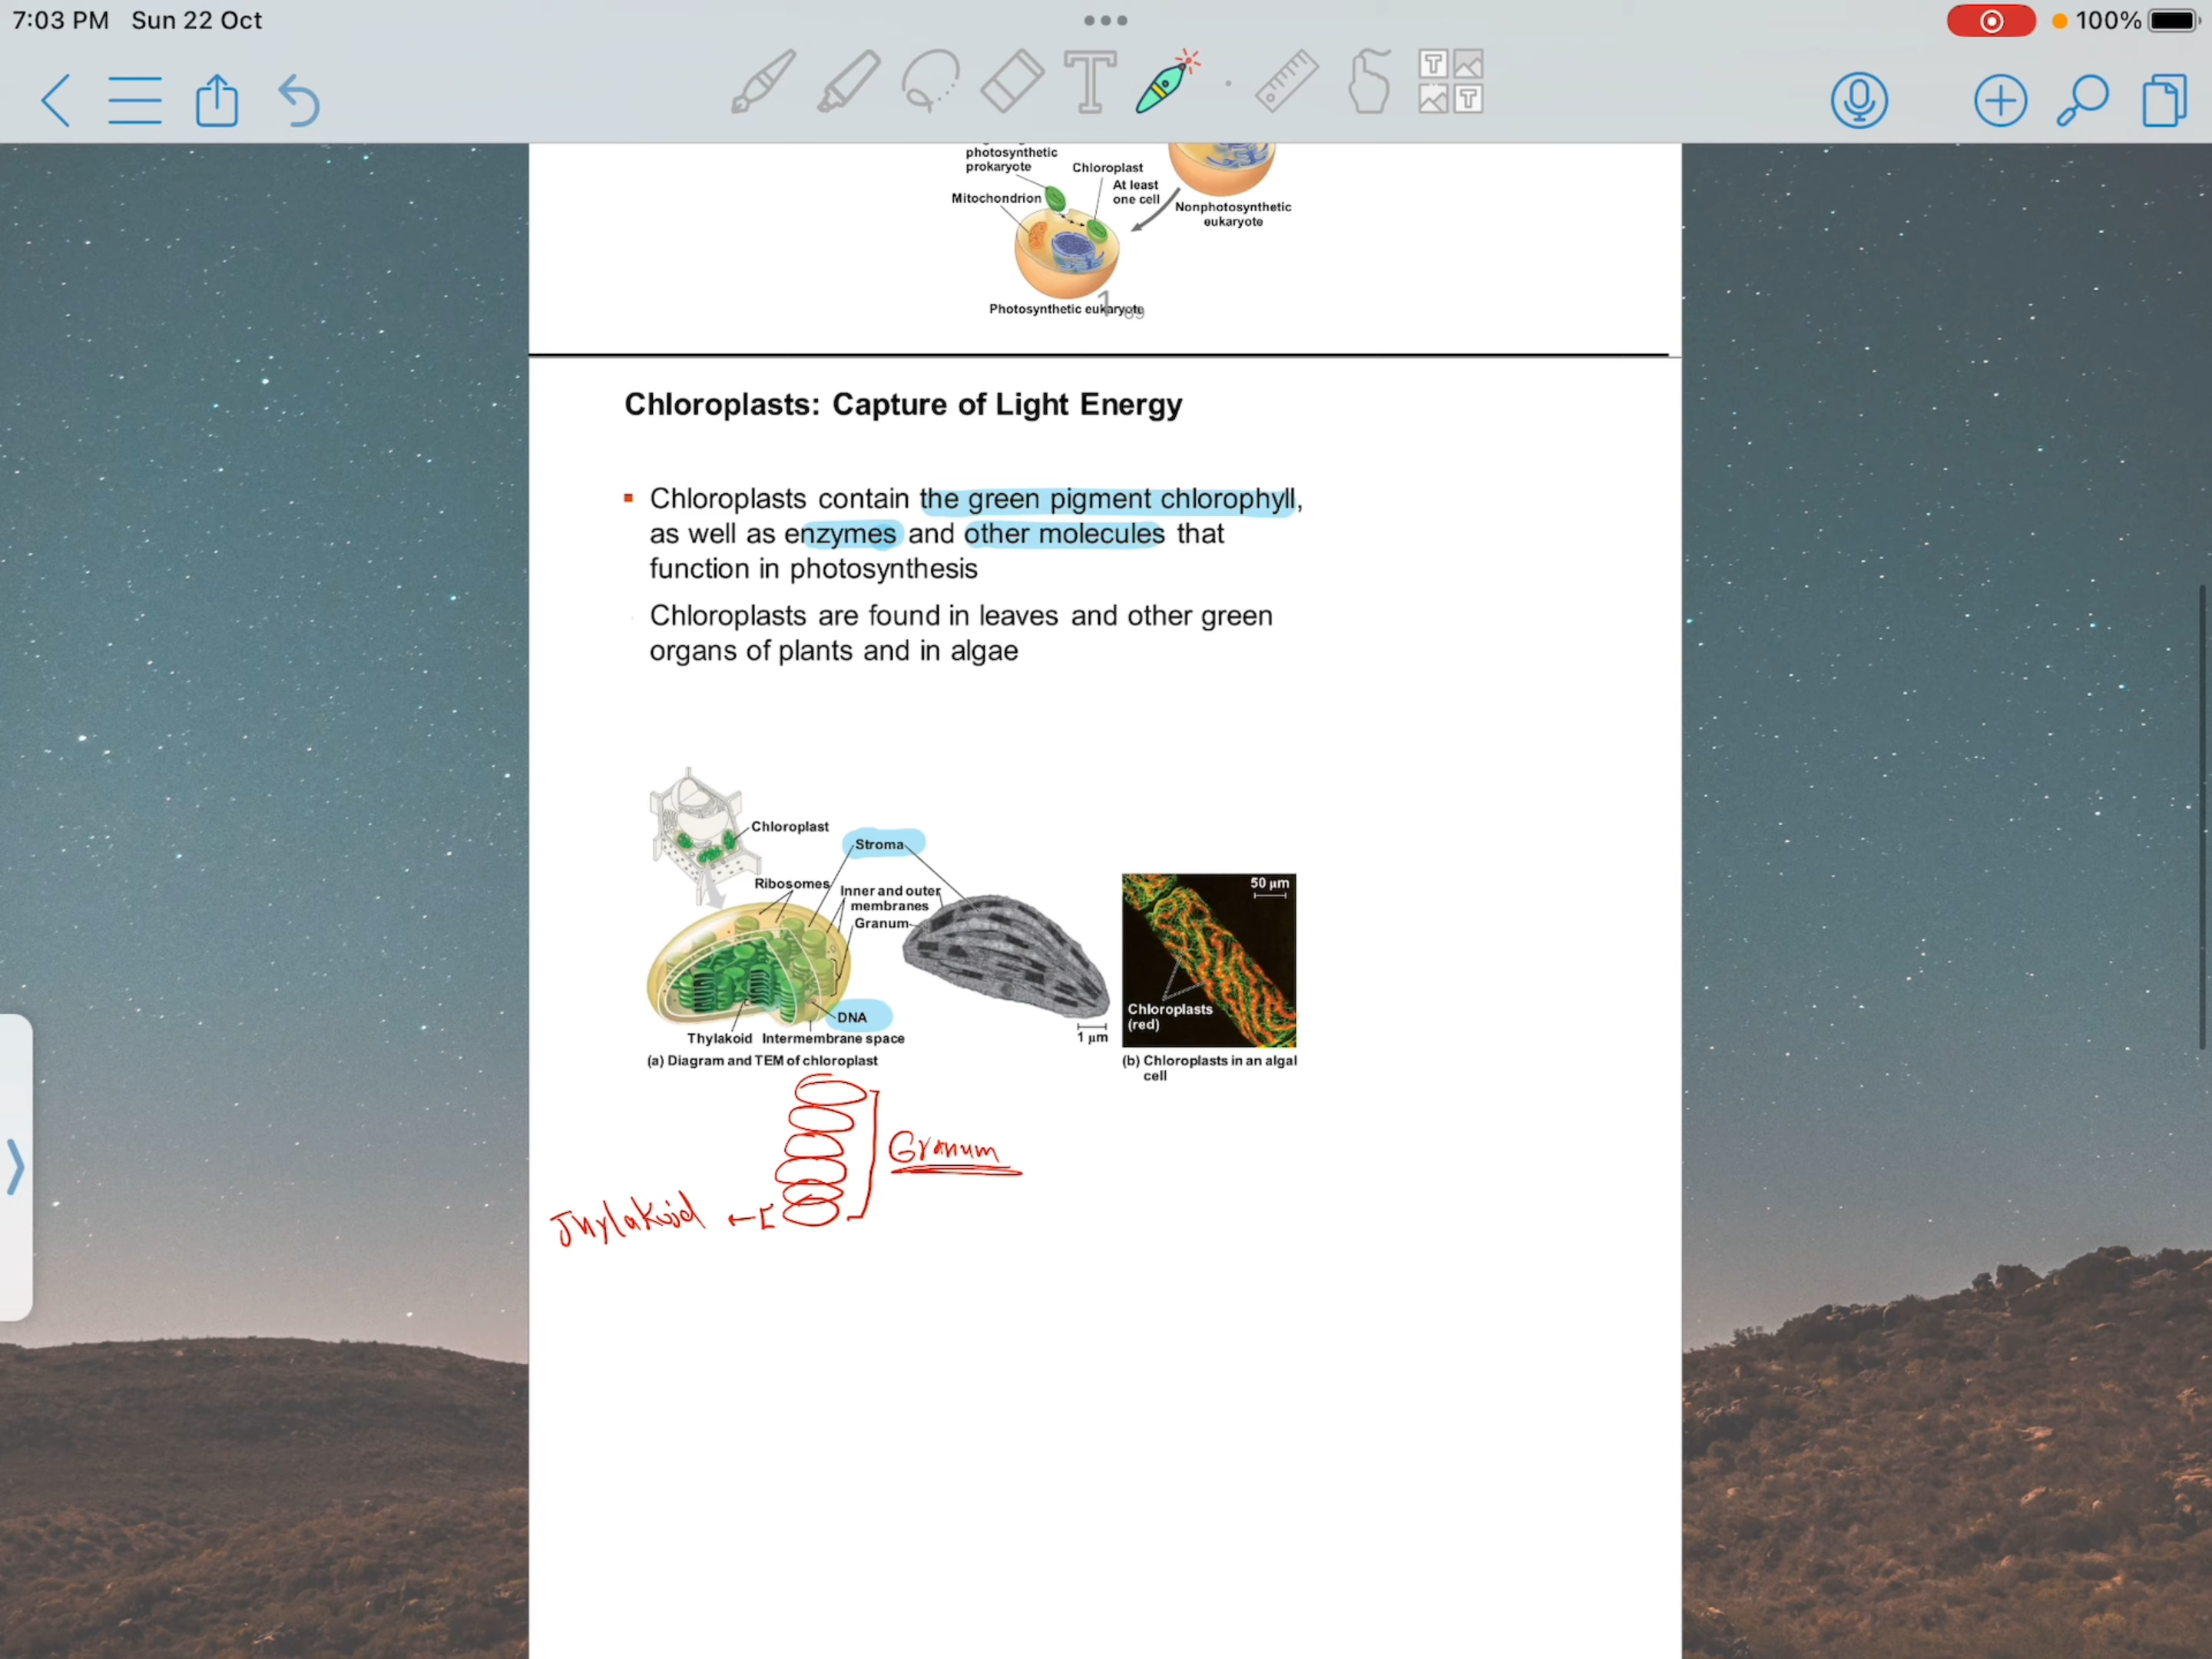 7:03 PM Sun 22 Oct
100%
T
T
T
photosynthetic
prokaryote
Chloroplast
At least
one cell
Mitochondrion
Nonphotosynthetic
eukaryote
Photosynthetic eukaryote
Chloroplasts: Capture of Light Energy
▪ Chloroplasts contain the green pigment chlorophyll,
as well as enzymes and other molecules that
function in photosynthesis
Chloroplasts are found in leaves and other green
organs of plants and in algae
Chloroplast
Stroma
Ribosomes
Inner and outer
membranes
Granum
DNA
Thylakoid Intermembrane space
(a) Diagram and TEM of chloroplast
1 µm
50 µm
Chloroplasts
(red)
(b) Chloroplasts in an algal
cell
Granum
Thylakoid